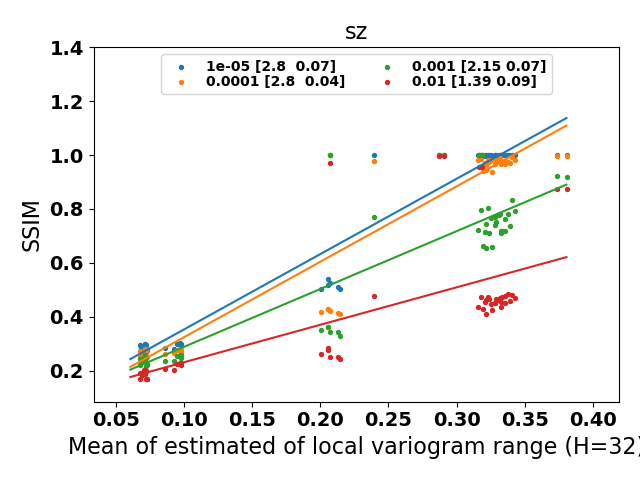 sz
1.4
1.2
1.0
0.8
0.6
0.4
0.2
SSIM
1e-05 [2.8  0.07]
0.0001 [2.8  0.04]
0.001 [2.15 0.07]
0.01 [1.39 0.09]
0.05 0.10 0.15 0.20 0.25 0.30 0.35 0.40
Mean of estimated of local variogram range (H=32)